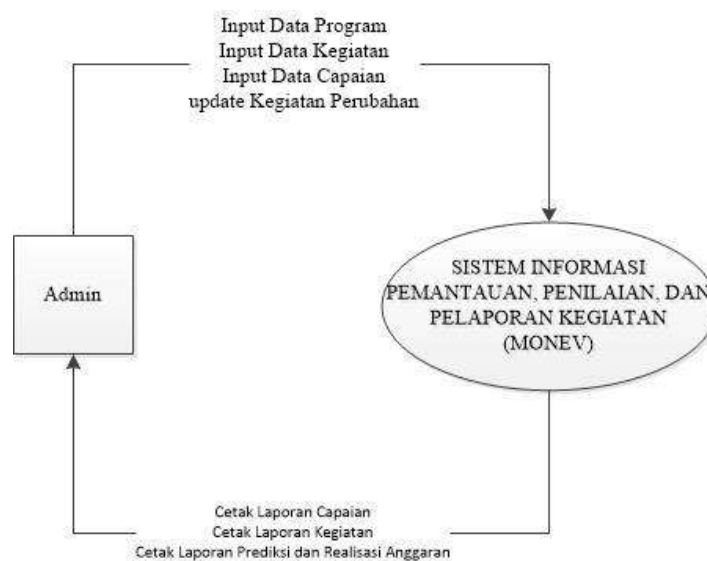 Input Data Program
Input Data Kegiatan
Input Data Capaian
update Kegiatan Perubahan
Admin
SISTEM INFORMASI
PEMANTAUAN, PENILAIAN, DAN
PELAPORAN KEGIATAN
(MONEV)
Cetak Laporan Capaian
Cetak Laporan Kegiatan
Cetak Laporan Prediksi dan Realisasi Anggaran